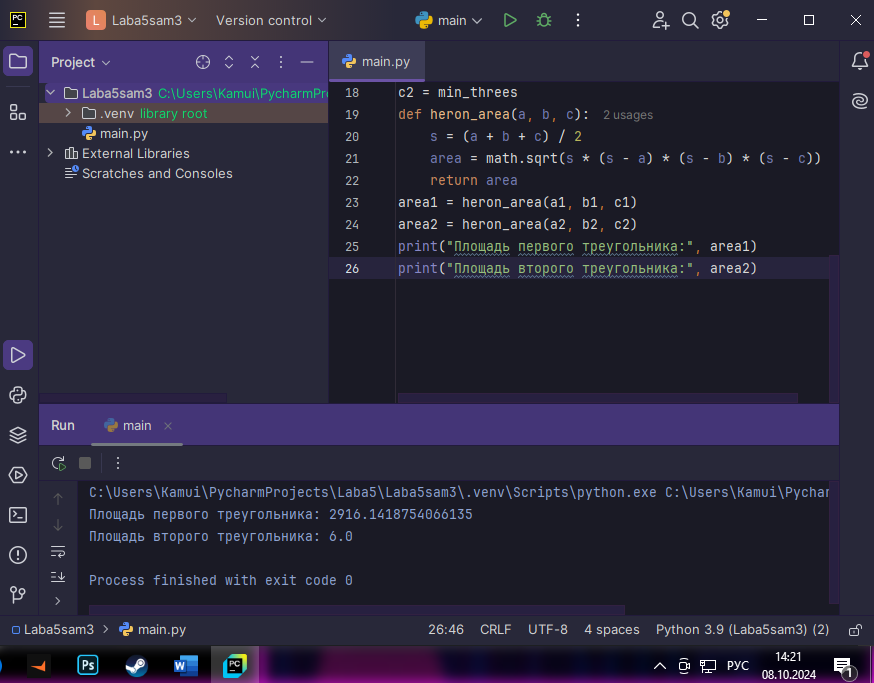 PC
L Laba5sam3 Version control main
Project
main.py
Laba5sam3 C:\Users\Kamui\PycharmPr
.venv library root
main.py
External Libraries
Scratches and Consoles
18 c2 = min_threes
19 def heron_area(a, b, c): 2 usages
20 s = (a + b + c) / 2
21 area = math.sqrt(s * (s - a) * (s - b) * (s - c))
22 return area
23 area1 = heron_area(a1, b1, c1)
24 area2 = heron_area(a2, b2, c2)
25 print("Площадь первого треугольника:", area1)
26 print("Площадь второго треугольника:", area2)
Run main
C:\Users\Kamui\PycharmProjects\Laba5\Laba5sam3\.venv\Scripts\python.exe C:\Users\Kamui\Pychar
Площадь первого треугольника: 2916.1418754066135
Площадь второго треугольника: 6.0
Process finished with exit code 0
Laba5sam3 main.py 26:46 CRLF UTF-8 4 spaces Python 3.9 (Laba5sam3) (2)
Ps W PC РУС 14:21 1
08.10.2024